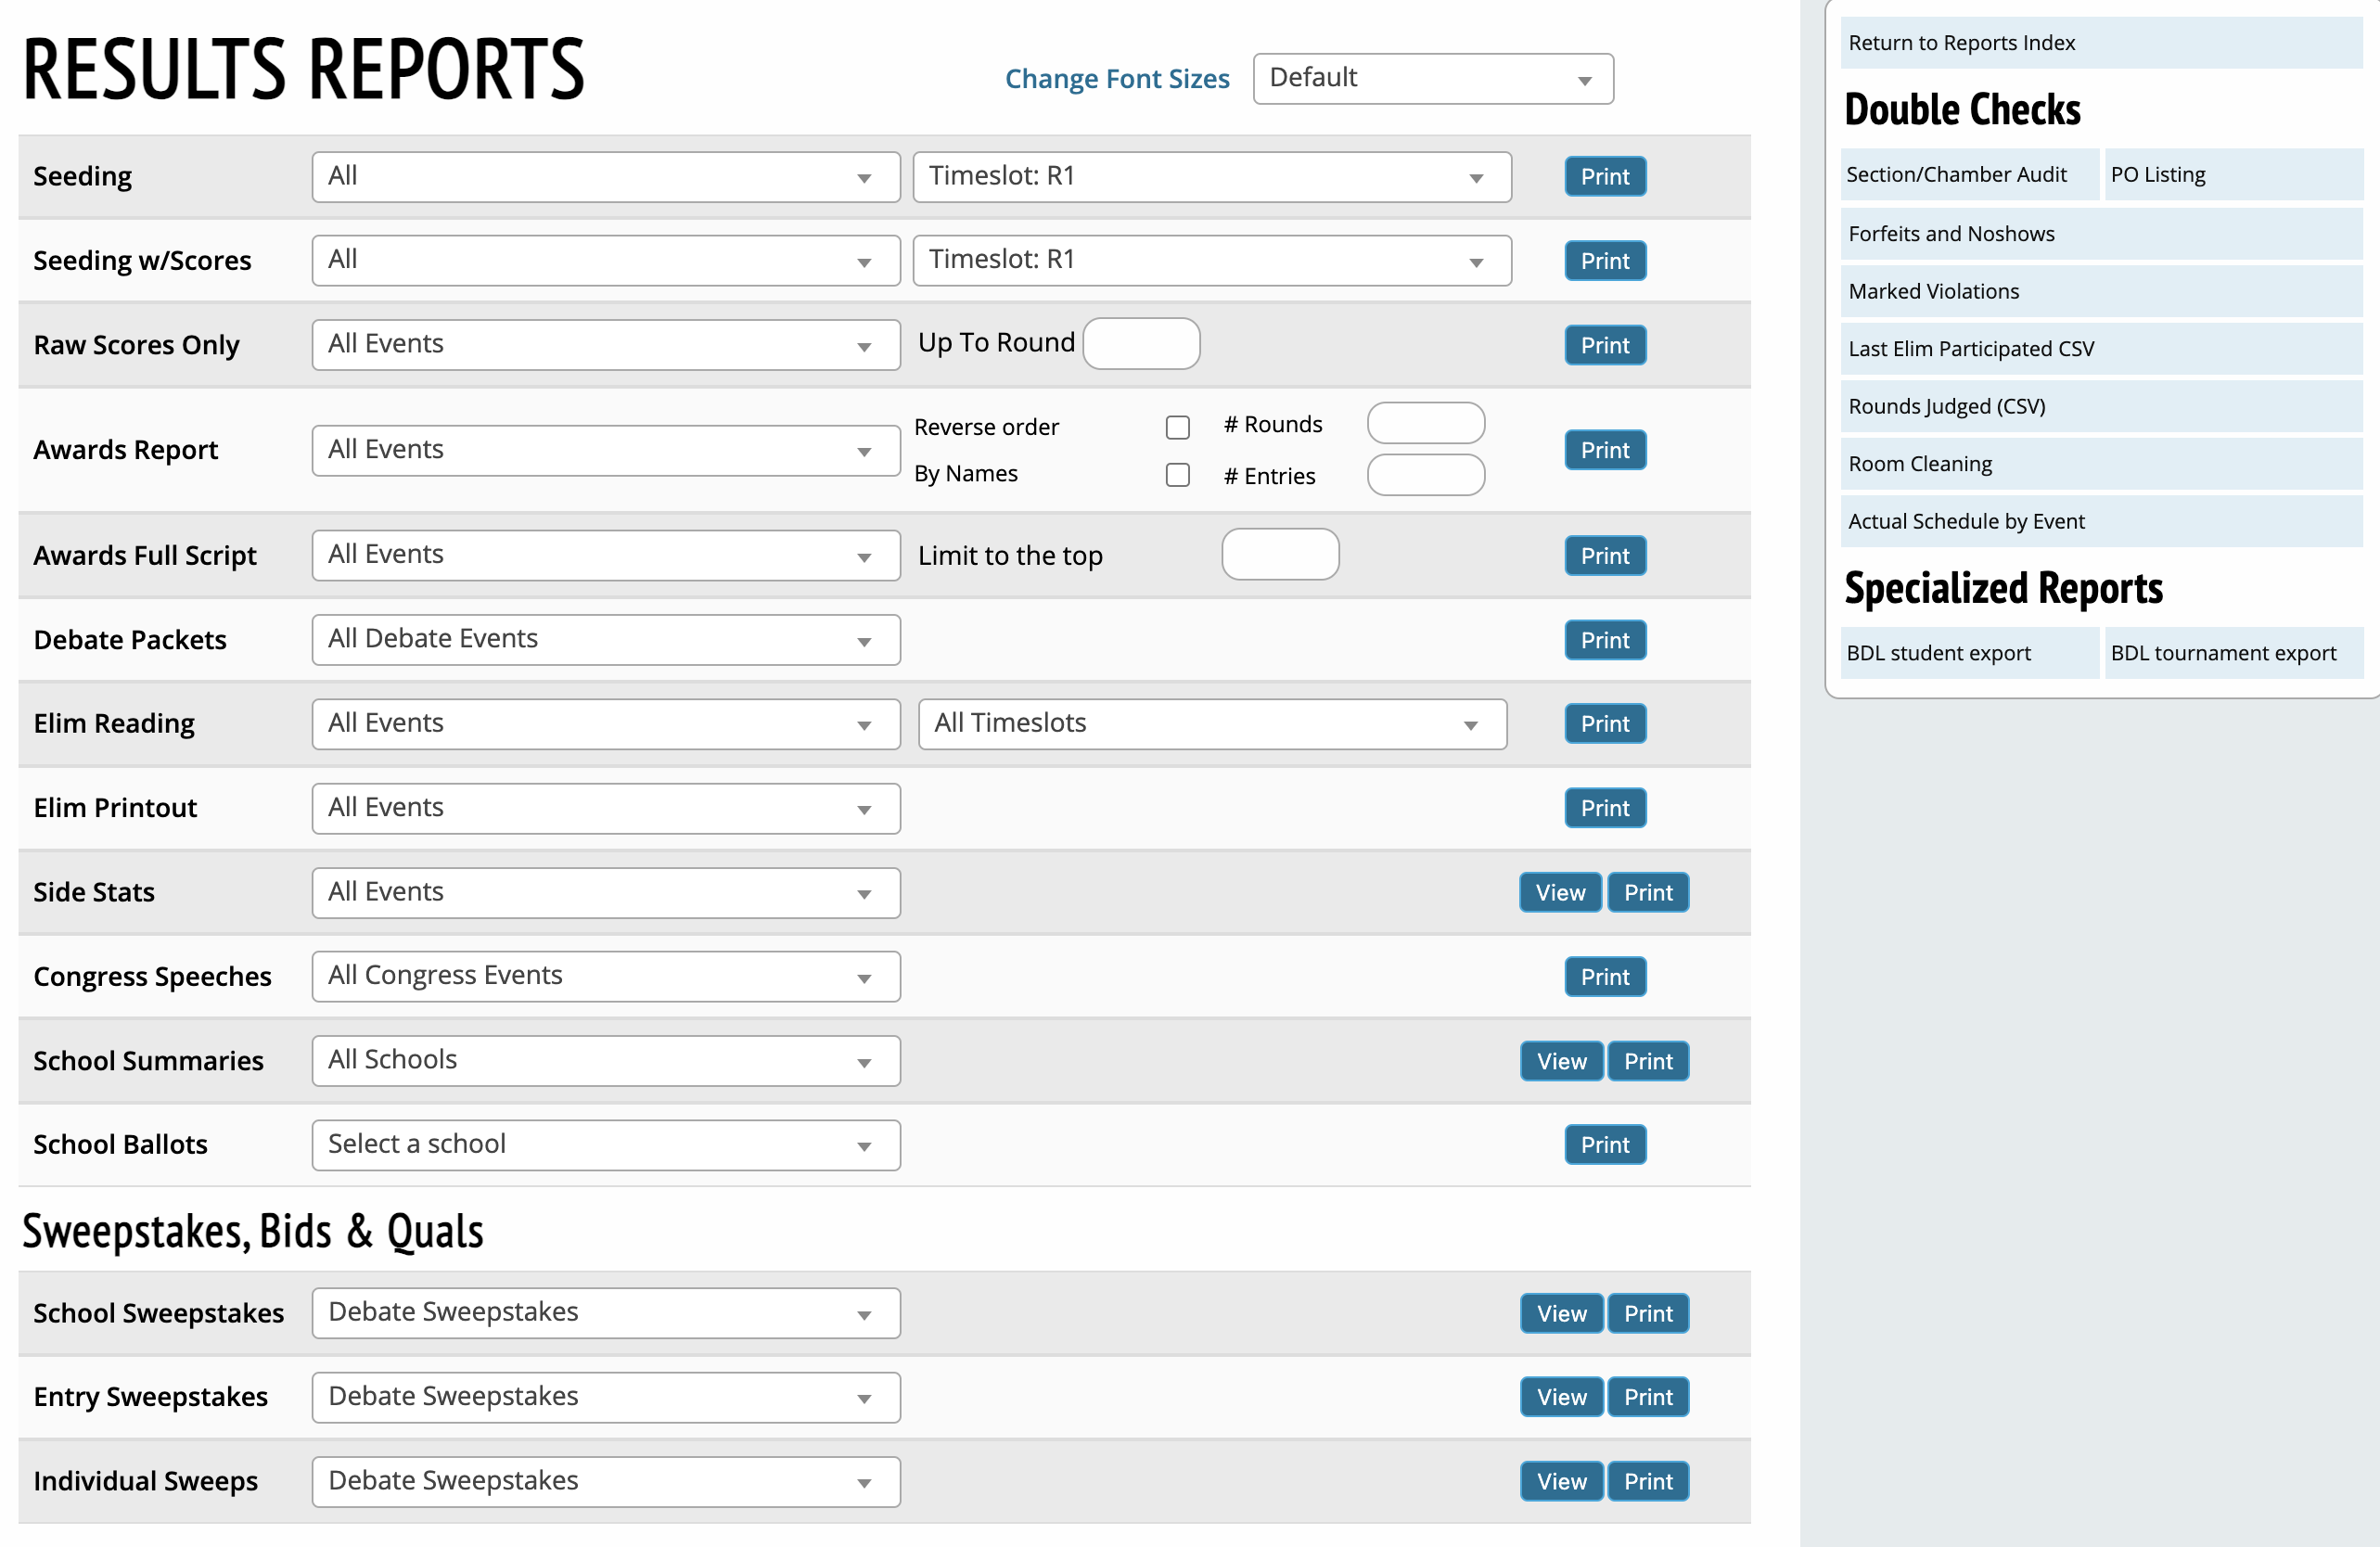 RESULTS REPORTS
Change Font Sizes Default
Seeding All Timeslot: R1 Print
Seeding w/Scores All Timeslot: R1 Print
Raw Scores Only All Events Up To Round Print
Awards Report All Events Reverse order # Rounds Print
By Names # Entries
Awards Full Script All Events Limit to the top Print
Debate Packets All Debate Events Print
Elim Reading All Events All Timeslots Print
Elim Printout All Events Print
Side Stats All Events View Print
Congress Speeches All Congress Events Print
School Summaries All Schools View Print
School Ballots Select a school Print
Sweepstakes, Bids & Quals
School Sweepstakes Debate Sweepstakes View Print
Entry Sweepstakes Debate Sweepstakes View Print
Individual Sweeps Debate Sweepstakes View Print
Return to Reports Index
Double Checks
Section/Chamber Audit PO Listing
Forfeits and Noshows
Marked Violations
Last Elim Participated CSV
Rounds Judged (CSV)
Room Cleaning
Actual Schedule by Event
Specialized Reports
BDL student export BDL tournament export